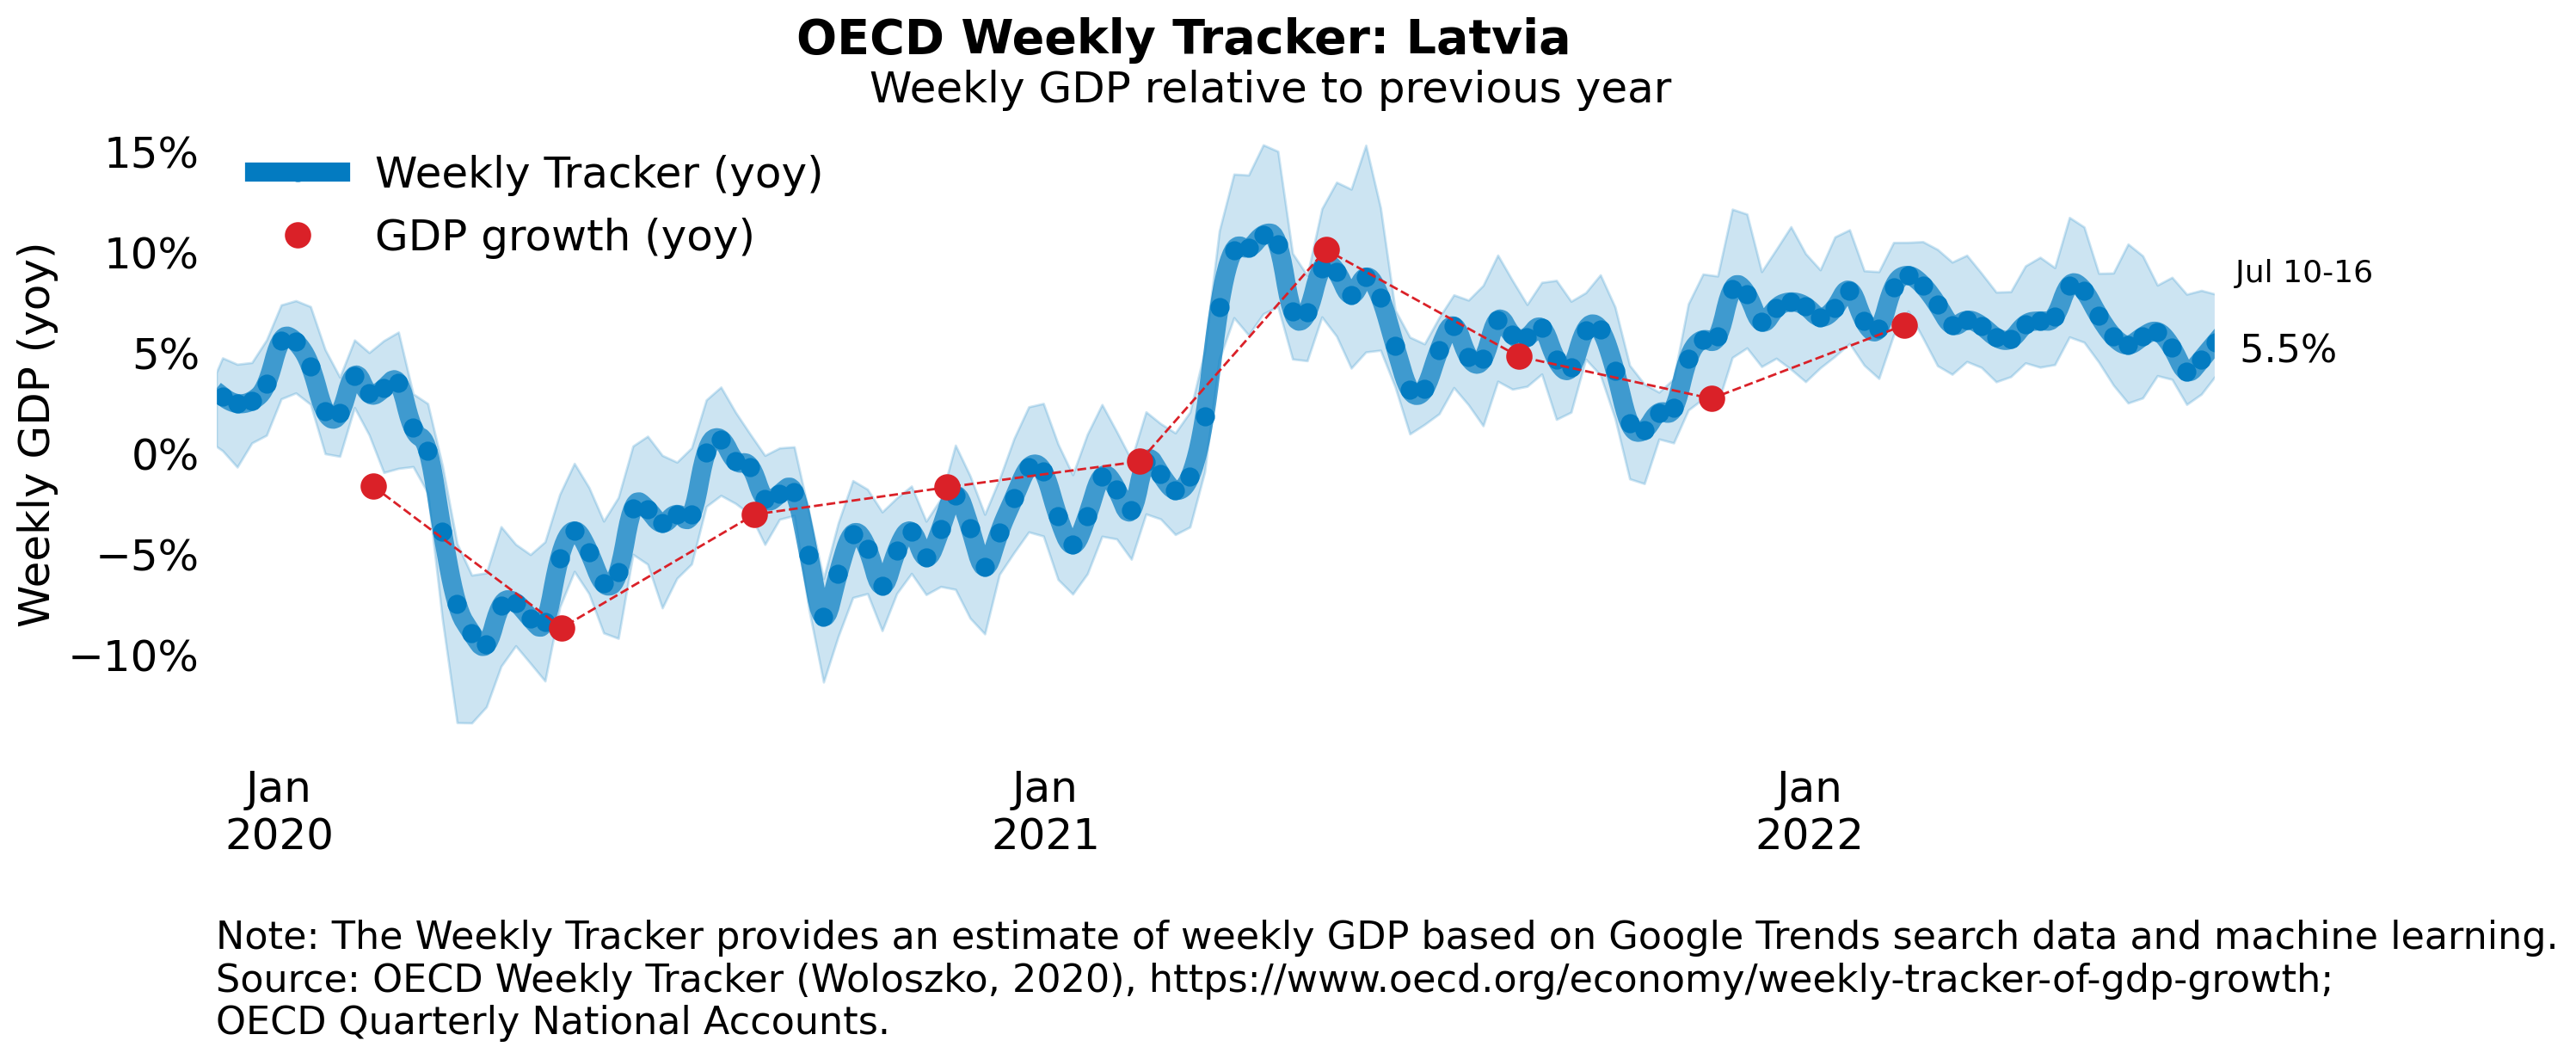 OECD Weekly Tracker: Latvia
Weekly GDP relative to previous year
Weekly GDP (yoy)
15%
10%
5%
0%
−5%
−10%
Weekly Tracker (yoy)
GDP growth (yoy)
Jul 10-16
5.5%
Jan
2020
Jan
2021
Jan
2022
Note: The Weekly Tracker provides an estimate of weekly GDP based on Google Trends search data and machine learning.
Source: OECD Weekly Tracker (Woloszko, 2020), https://www.oecd.org/economy/weekly-tracker-of-gdp-growth;
OECD Quarterly National Accounts.